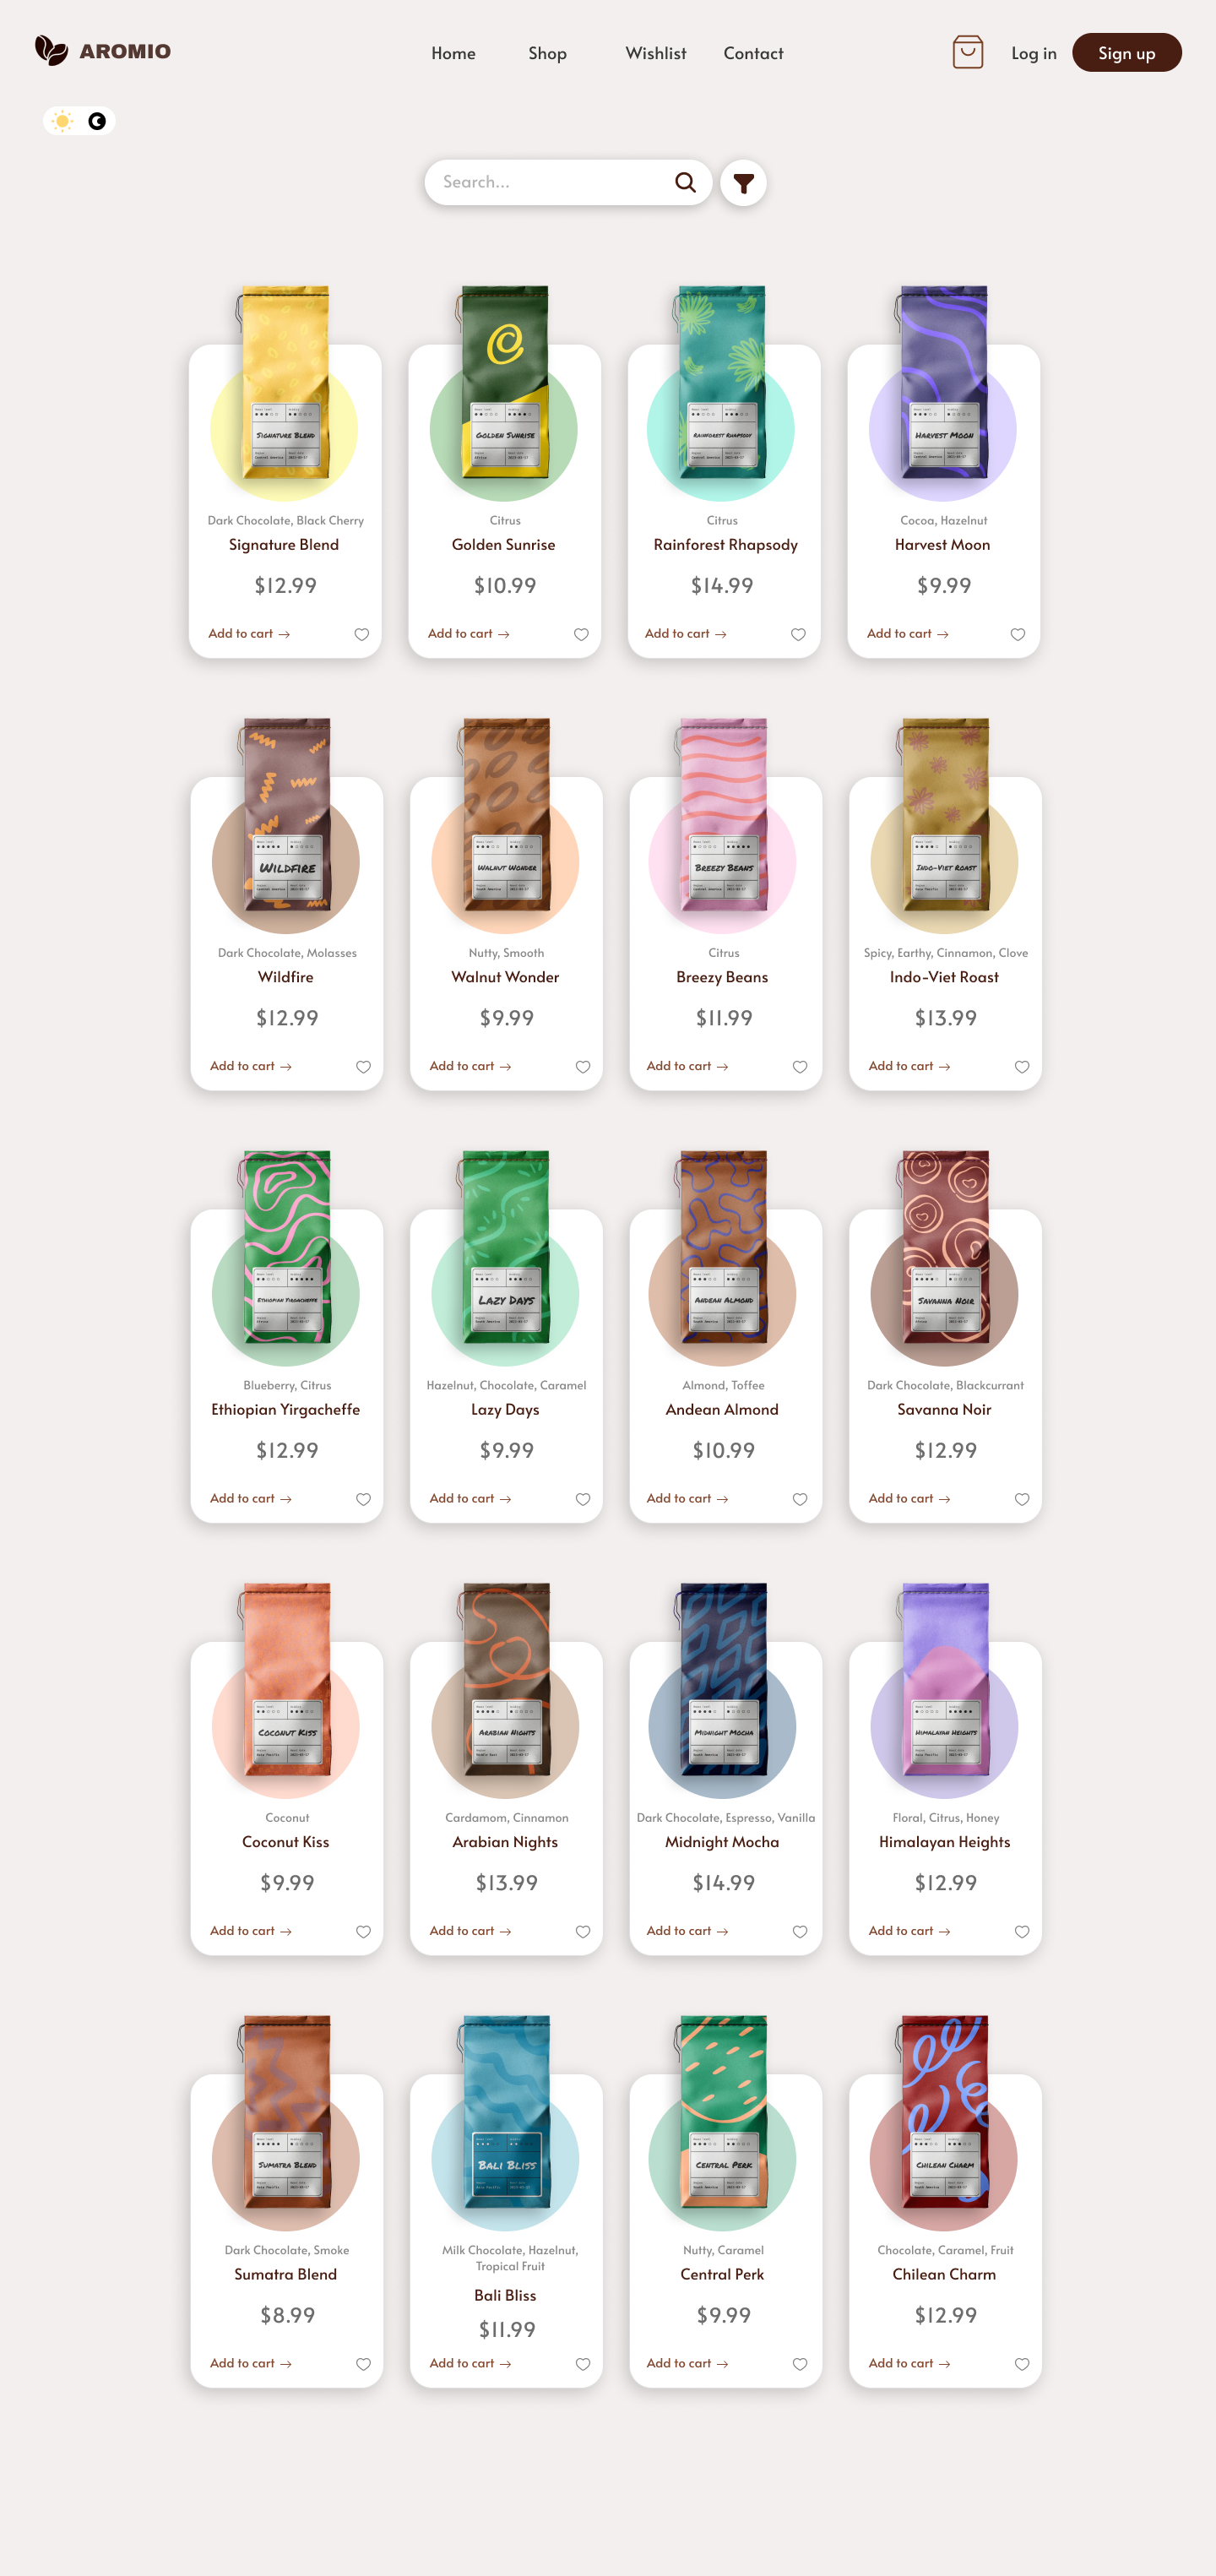 AROMIO
Home Shop Wishlist Contact
Log in
Sign up
Search...
SIGNATURE BLEND
GOLDEN SUNRISE
RAINFOREST RHAPSODY
HARVEST MOON
Dark Chocolate, Black Cherry
Signature Blend
$12.99
Add to cart →
Citrus
Golden Sunrise
$10.99
Add to cart →
Citrus
Rainforest Rhapsody
$14.99
Add to cart →
Cocoa, Hazelnut
Harvest Moon
$9.99
Add to cart →
WILDFIRE
WALNUT WONDER
BREEZY BEANS
INDO-VIET ROAST
Dark Chocolate, Molasses
Wildfire
$12.99
Add to cart →
Nutty, Smooth
Walnut Wonder
$9.99
Add to cart →
Citrus
Breezy Beans
$11.99
Add to cart →
Spicy, Earthy, Cinnamon, Clove
Indo-Viet Roast
$13.99
Add to cart →
ETHIOPIAN YIRGACHEFFE
LAZY DAYS
ANDEAN ALMOND
SAVANNA NOIR
Blueberry, Citrus
Ethiopian Yirgacheffe
$12.99
Add to cart →
Hazelnut, Chocolate, Caramel
Lazy Days
$9.99
Add to cart →
Almond, Toffee
Andean Almond
$10.99
Add to cart →
Dark Chocolate, Blackcurrant
Savanna Noir
$12.99
Add to cart →
COCONUT KISS
ARABIAN NIGHTS
MIDNIGHT MOCHA
HIMALAYAN HEIGHTS
Coconut
Coconut Kiss
$9.99
Add to cart →
Cardamom, Cinnamon
Arabian Nights
$13.99
Add to cart →
Dark Chocolate, Espresso, Vanilla
Midnight Mocha
$14.99
Add to cart →
Floral, Citrus, Honey
Himalayan Heights
$12.99
Add to cart →
SUMATRA BLEND
BALI BLISS
CENTRAL PERK
CHILEAN CHARM
Dark Chocolate, Smoke
Sumatra Blend
$8.99
Add to cart →
Milk Chocolate, Hazelnut,
Tropical Fruit
Bali Bliss
$11.99
Add to cart →
Nutty, Caramel
Central Perk
$9.99
Add to cart →
Chocolate, Caramel, Fruit
Chilean Charm
$12.99
Add to cart →